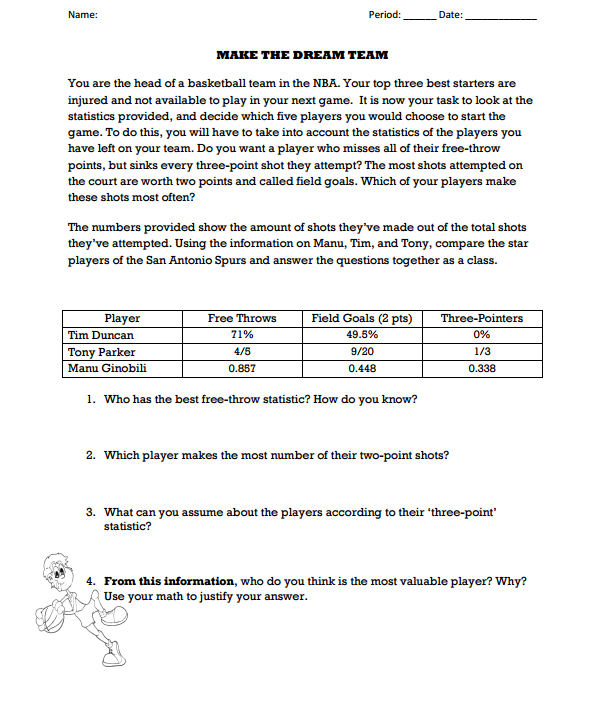 Name: Period: ______ Date: _____________
MAKE THE DREAM TEAM
You are the head of a basketball team in the NBA. Your top three best starters are
injured and not available to play in your next game. It is now your task to look at the
statistics provided, and decide which five players you would choose to start the
game. To do this, you will have to take into account the statistics of the players you
have left on your team. Do you want a player who misses all of their free-throw
points, but sinks every three-point shot they attempt? The most shots attempted on
the court are worth two points and called field goals. Which of your players make
these shots most often?
The numbers provided show the amount of shots they've made out of the total shots
they've attempted. Using the information on Manu, Tim, and Tony, compare the star
players of the San Antonio Spurs and answer the questions together as a class.
Player Free Throws Field Goals (2 pts) Three-Pointers
Tim Duncan 71% 49.5% 0%
Tony Parker 4/5 9/20 1/3
Manu Ginobili 0.857 0.448 0.338
1. Who has the best free-throw statistic? How do you know?
2. Which player makes the most number of their two-point shots?
3. What can you assume about the players according to their 'three-point'
statistic?
4. From this information, who do you think is the most valuable player? Why?
Use your math to justify your answer.